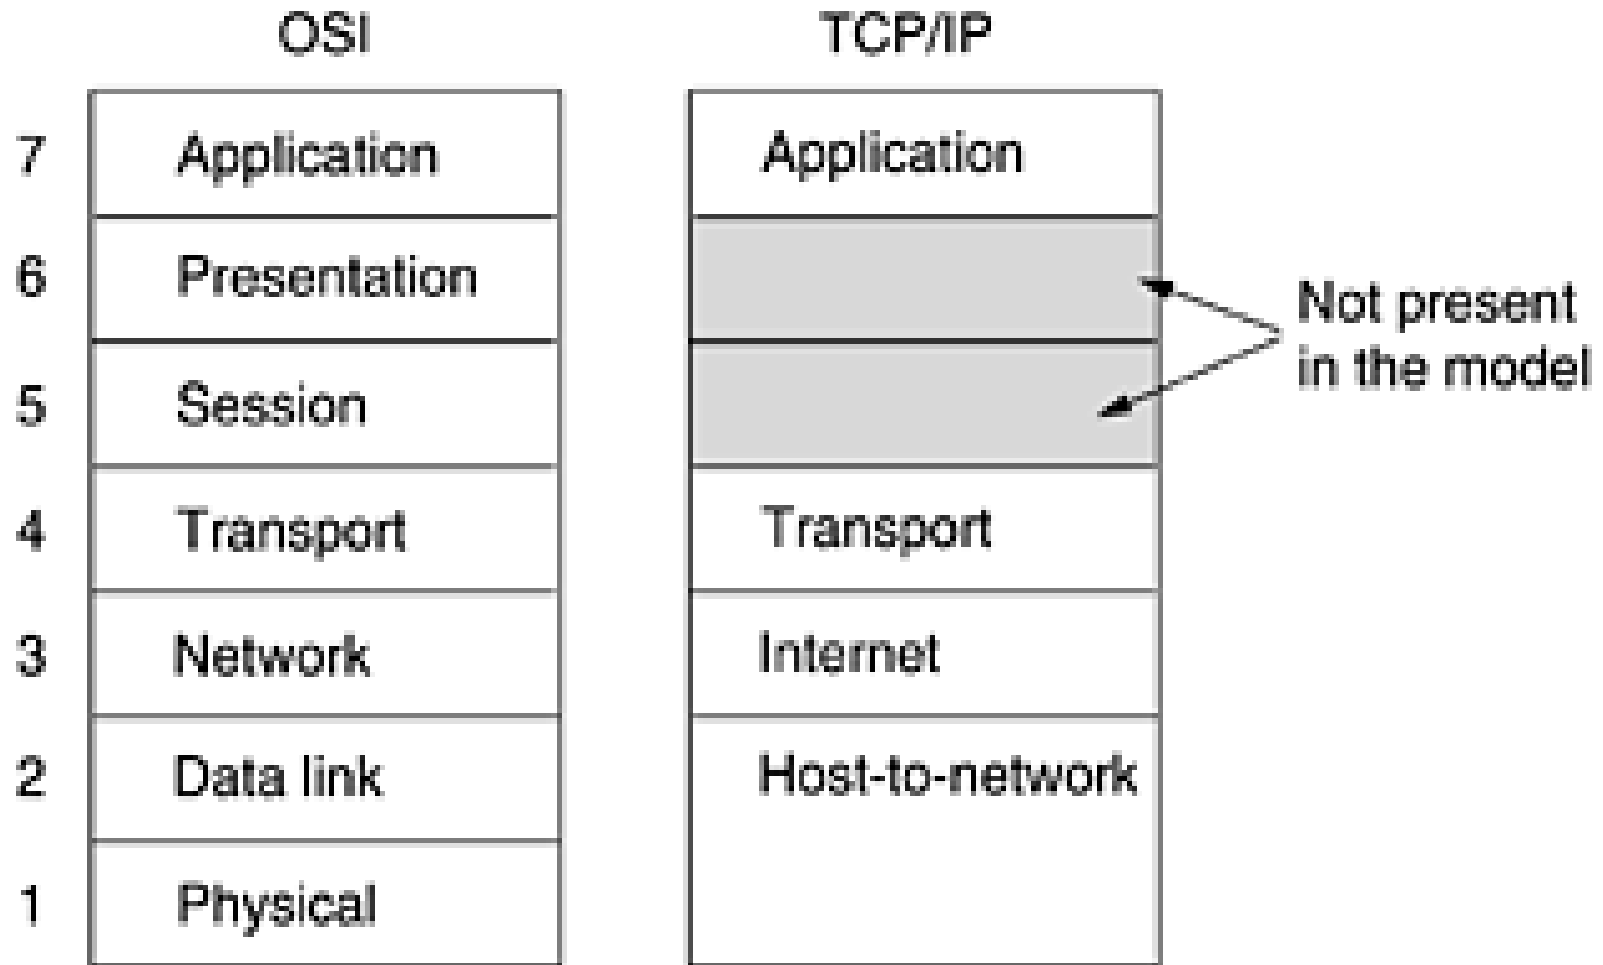 OSI
TCP/IP
7
Application
Application
6
Presentation
Not present
in the model
5
Session
4
Transport
Transport
3
Network
Internet
2
Data link
Host-to-network
1
Physical